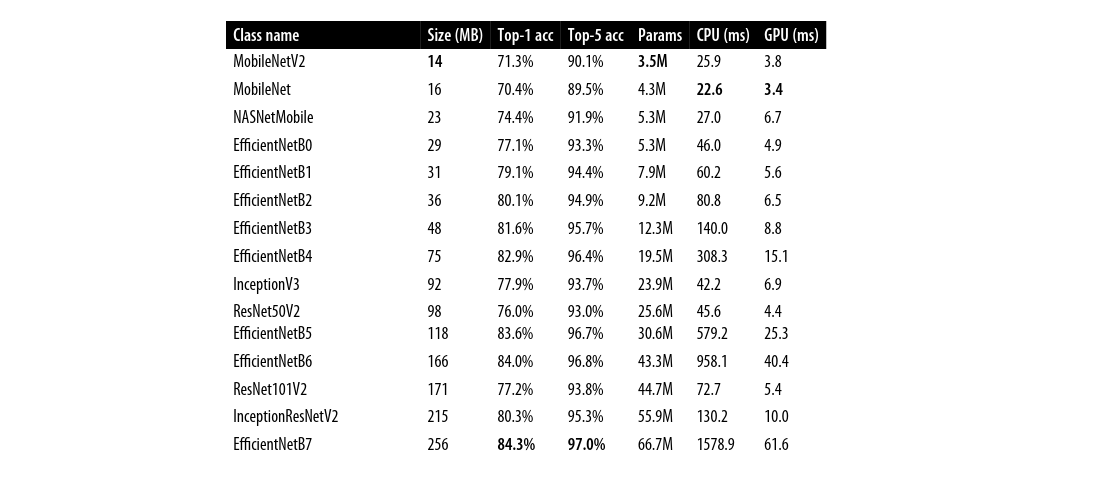 Class name Size (MB) Top-1 acc Top-5 acc Params CPU (ms) GPU (ms)
MobileNetV2 14 71.3% 90.1% 3.5M 25.9 3.8
MobileNet 16 70.4% 89.5% 4.3M 22.6 3.4
NASNetMobile 23 74.4% 91.9% 5.3M 27.0 6.7
EfficientNetB0 29 77.1% 93.3% 5.3M 46.0 4.9
EfficientNetB1 31 79.1% 94.4% 7.9M 60.2 5.6
EfficientNetB2 36 80.1% 94.9% 9.2M 80.8 6.5
EfficientNetB3 48 81.6% 95.7% 12.3M 140.0 8.8
EfficientNetB4 75 82.9% 96.4% 19.5M 308.3 15.1
InceptionV3 92 77.9% 93.7% 23.9M 42.2 6.9
ResNet50V2 98 76.0% 93.0% 25.6M 45.6 4.4
EfficientNetB5 118 83.6% 96.7% 30.6M 579.2 25.3
EfficientNetB6 166 84.0% 96.8% 43.3M 958.1 40.4
ResNet101V2 171 77.2% 93.8% 44.7M 72.7 5.4
InceptionResNetV2 215 80.3% 95.3% 55.9M 130.2 10.0
EfficientNetB7 256 84.3% 97.0% 66.7M 1578.9 61.6